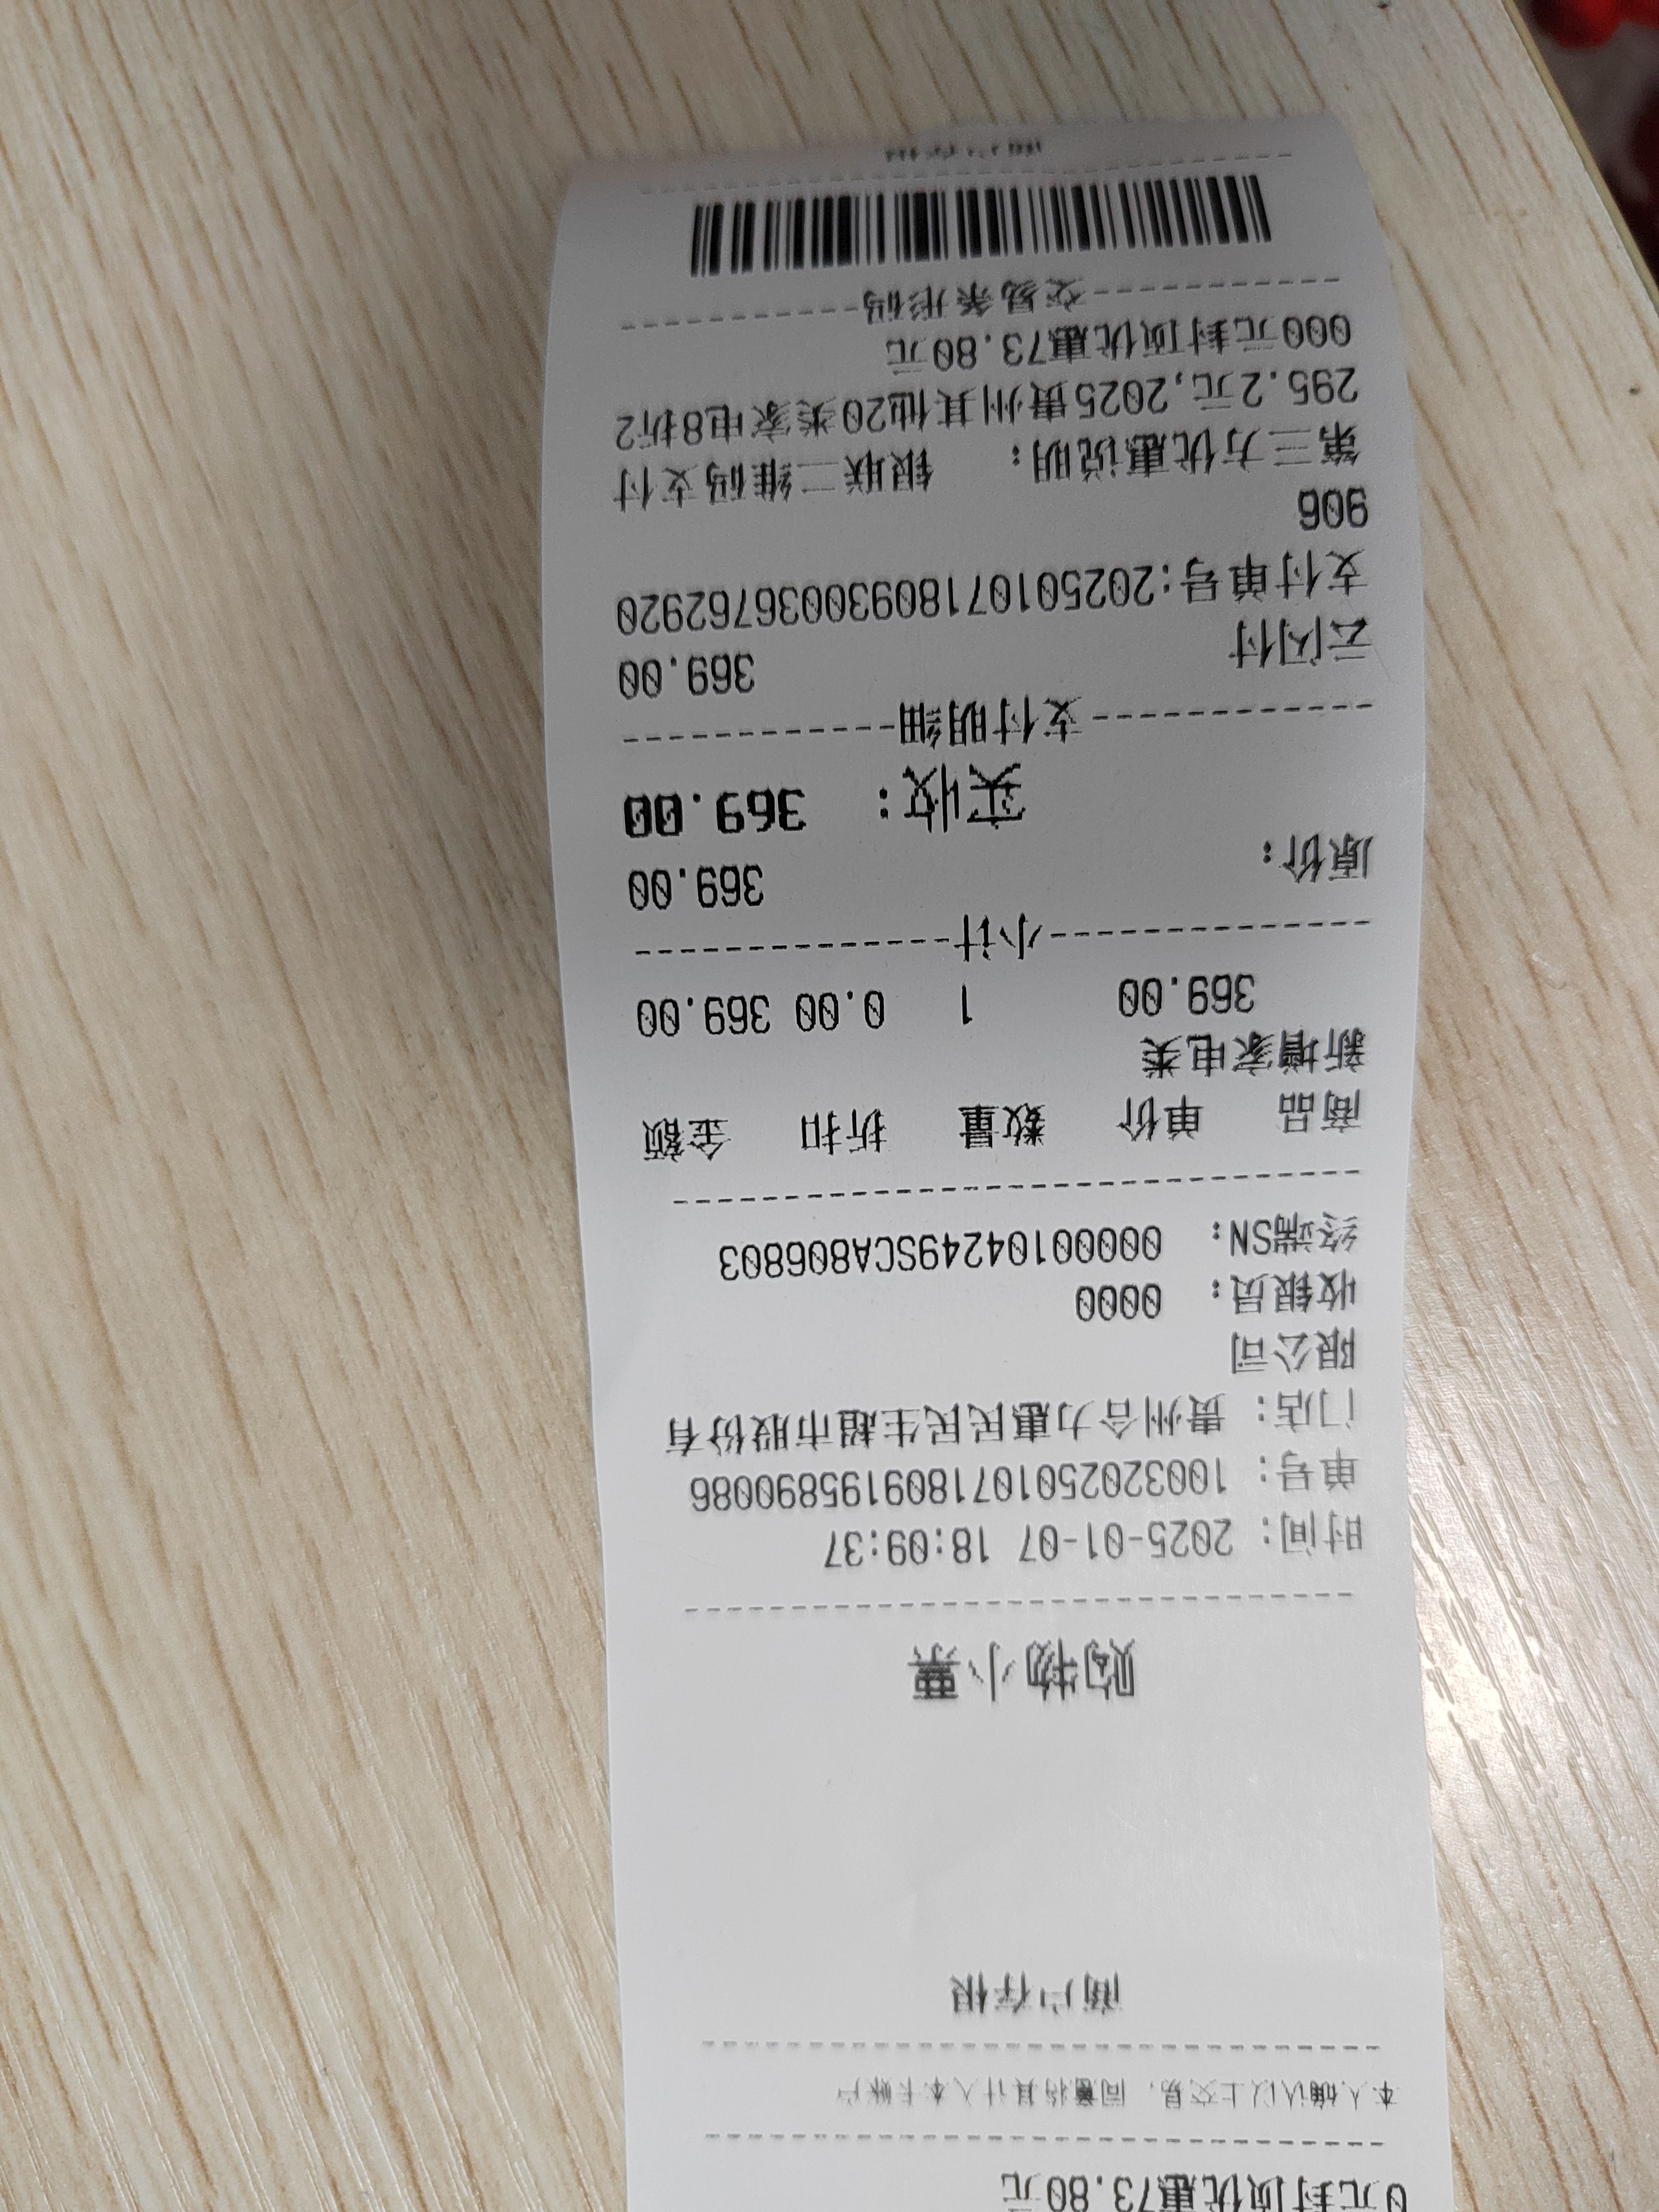 0元封顶优惠73.80元
本人确认以上交易，同意将其计入本卡账户
商户存根
购物小票
时间: 2025-01-07 18:09:37
单号: 1003202501071809195890086
门店: 贵州合力惠民民生超市股份有
限公司
收银员: 0000
终端SN: 00000104249SCA806803
商品 单价 数量 折扣 金额
新增家电类
369.00 1 0.00 369.00
小计
原价: 369.00
实收: 369.00
支付明细
云闪付 369.00
支付单号:20250107180930036762920
906
第三方优惠说明: 银联二维码支付
295.2元,2025贵州其他20类家电8折2
000元封顶优惠73.80元
交易条形码